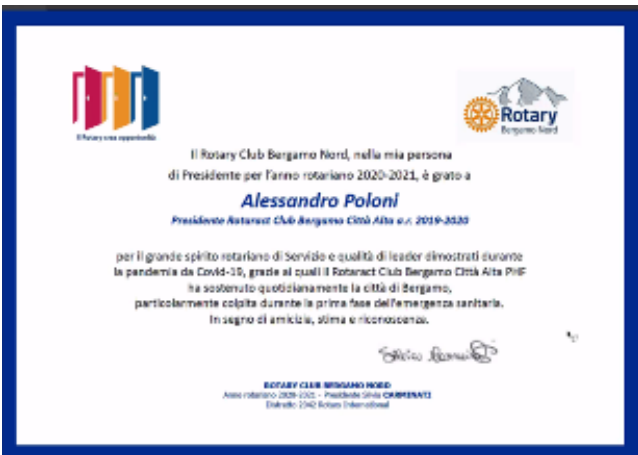 Il Rotary crea opportunità
Rotary
Bergamo Nord
Il Rotary Club Bergamo Nord, nella mia persona
di Presidente per l'anno rotariano 2020-2021, è grato a
Alessandro Poloni
Presidente Rotaract Club Bergamo Città Alta a.r. 2019-2020
per il grande spirito rotariano di Servizio e qualità di leader dimostrati durante
la pandemia da Covid-19, grazie ai quali il Rotaract Club Bergamo Città Alta PHF
ha sostenuto quotidianamente la città di Bergamo,
particolarmente colpita durante la prima fase dell'emergenza sanitaria.
In segno di amicizia, stima e riconoscenza.
ROTARY CLUB BERGAMO NORD
Anno rotariano 2020-2021 - Presidente Silvia CARMINATI
Distretto 2042 Rotary International